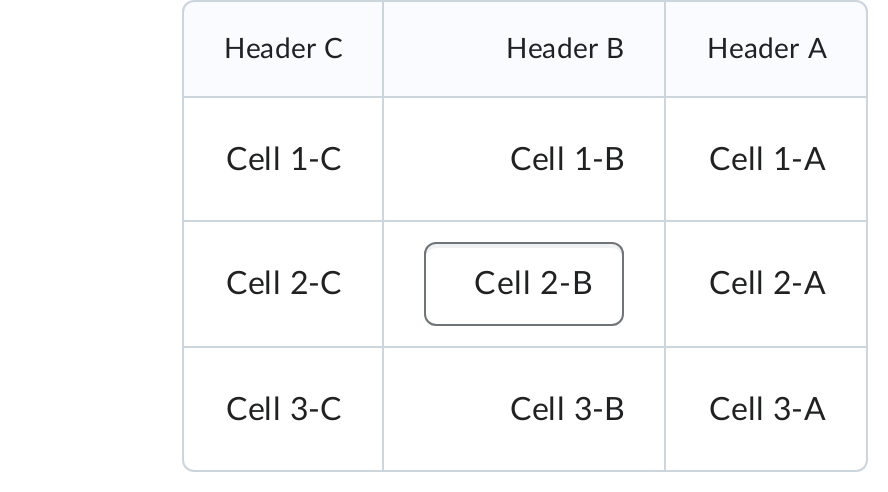 Header C Header B Header A
Cell 1-C Cell 1-B Cell 1-A
Cell 2-C Cell 2-B Cell 2-A
Cell 3-C Cell 3-B Cell 3-A